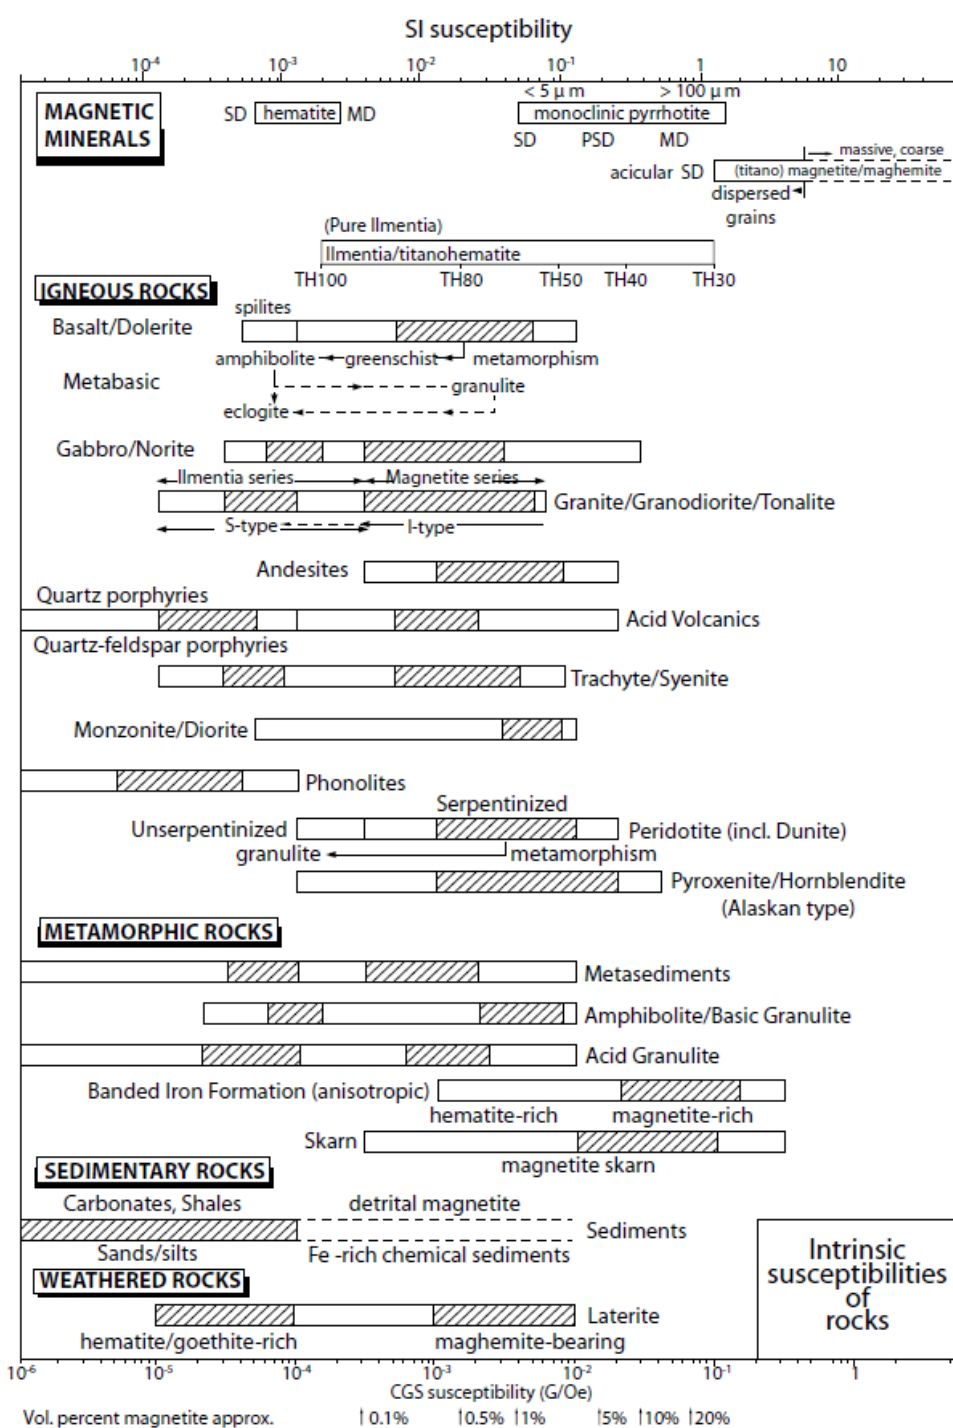 SI susceptibility
10-4 10-3 10-2 10-1 1 10
MAGNETIC
MINERALS
SD hematite MD
< 5 μ m > 100 μ m
monoclinic pyrrhotite
SD PSD MD
massive, coarse
acicular SD (titano) magnetite/maghemite
dispersed
grains
(Pure Ilmentia)
Ilmentia/titanohematite
TH100 TH80 TH50 TH40 TH30
IGNEOUS ROCKS
spilites
Basalt/Dolerite
amphibolite greenschist metamorphism
Metabasic granulite
eclogite
Gabbro/Norite
Ilmentia series Magnetite series
Granite/Granodiorite/Tonalite
S-type I-type
Andesites
Quartz porphyries
Acid Volcanics
Quartz-feldspar porphyries
Trachyte/Syenite
Monzonite/Diorite
Phonolites
Serpentinized
Unserpentinized Peridotite (incl. Dunite)
granulite metamorphism
Pyroxenite/Hornblendite
(Alaskan type)
METAMORPHIC ROCKS
Metasediments
Amphibolite/Basic Granulite
Acid Granulite
Banded Iron Formation (anisotropic)
hematite-rich magnetite-rich
Skarn
magnetite skarn
SEDIMENTARY ROCKS
Carbonates, Shales detrital magnetite
Sediments
Sands/silts Fe -rich chemical sediments
Intrinsic
susceptibilities
of
rocks
WEATHERED ROCKS
Laterite
hematite/goethite-rich maghemite-bearing
10-6 10-5 10-4 10-3 10-2 10-1 1
CGS susceptibility (G/Oe)
Vol. percent magnetite approx. 0.1% 0.5% 1% 5% 10% 20%